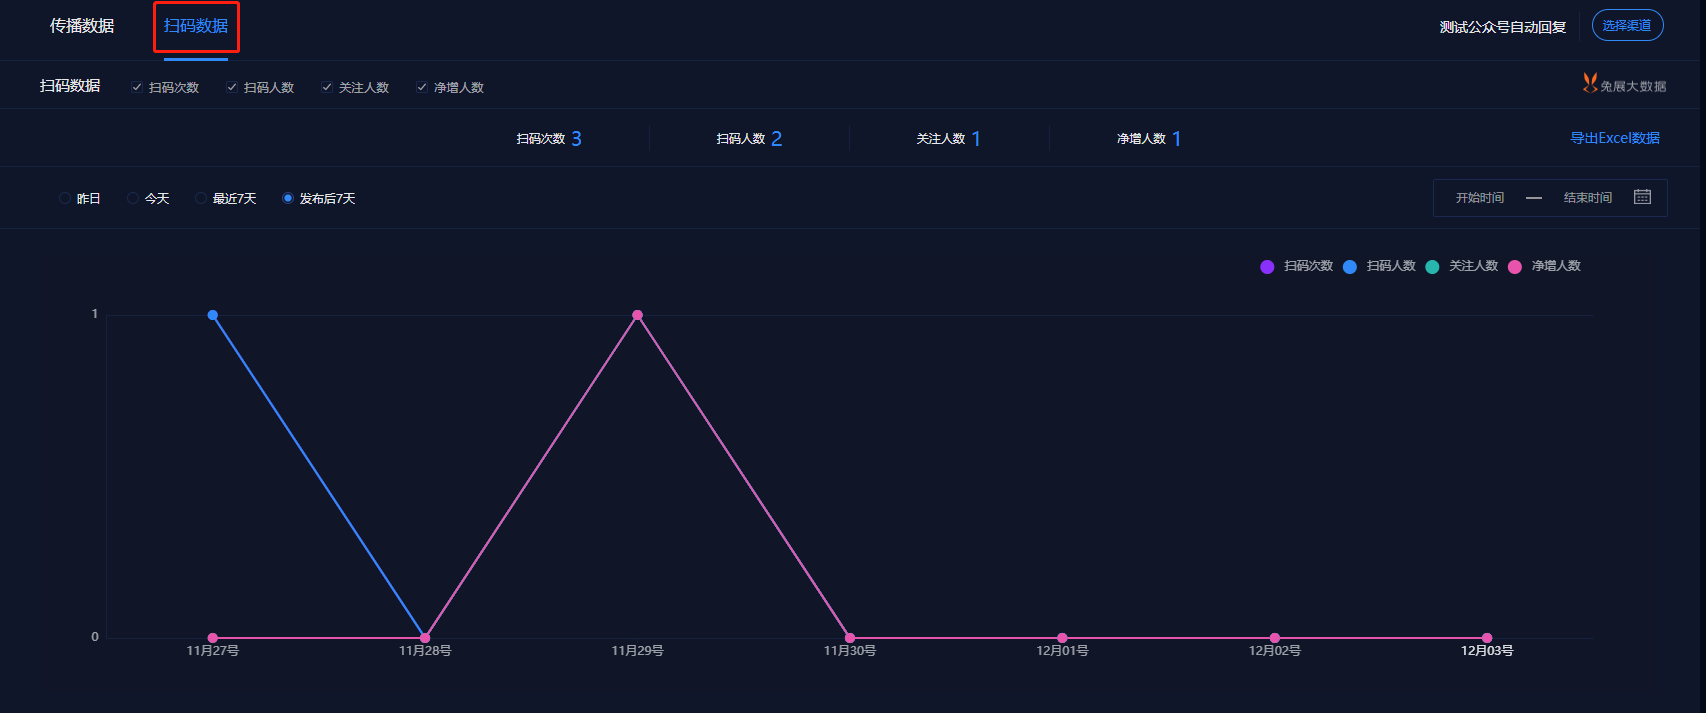 传播数据 扫码数据 测试公众号自动回复 选择渠道
扫码数据 扫码次数 扫码人数 关注人数 净增人数 兔展大数据
扫码次数 3 扫码人数 2 关注人数 1 净增人数 1 导出Excel数据
昨日 今天 最近7天 发布后7天 开始时间 — 结束时间
扫码次数 扫码人数 关注人数 净增人数
1
0
11月27号 11月28号 11月29号 11月30号 12月01号 12月02号 12月03号